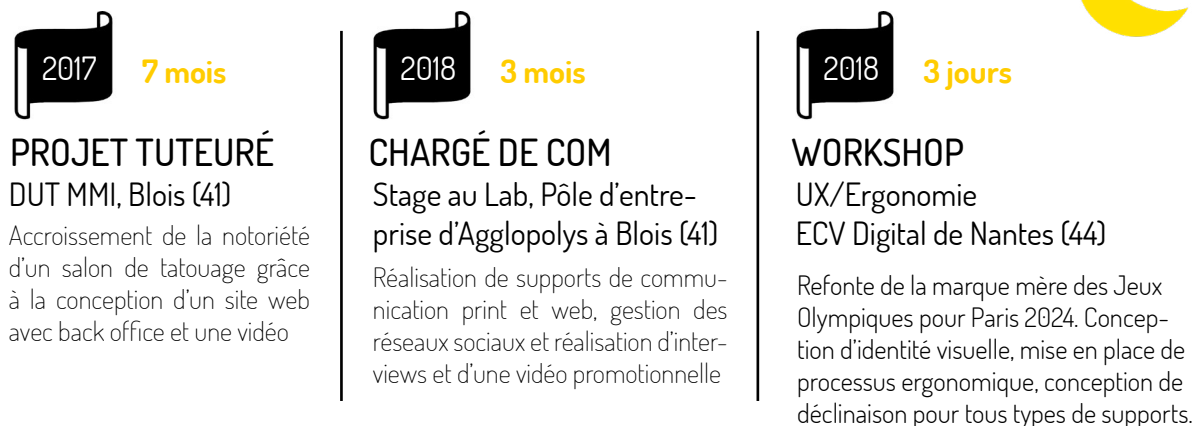 2017
7 mois
PROJET TUTEURÉ
DUT MMI, Blois (41)
Accroissement de la notoriété
d'un salon de tatouage grâce
à la conception d'un site web
avec back office et une vidéo
2018
3 mois
CHARGÉ DE COM
Stage au Lab, Pôle d'entre-
prise d'Agglopolys à Blois (41)
Réalisation de supports de commu-
nication print et web, gestion des
réseaux sociaux et réalisation d'inter-
views et d'une vidéo promotionnelle
2018
3 jours
WORKSHOP
UX/Ergonomie
ECV Digital de Nantes (44)
Refonte de la marque mère des Jeux
Olympiques pour Paris 2024. Concep-
tion d'identité visuelle, mise en place de
processus ergonomique, conception de
déclinaison pour tous types de supports.